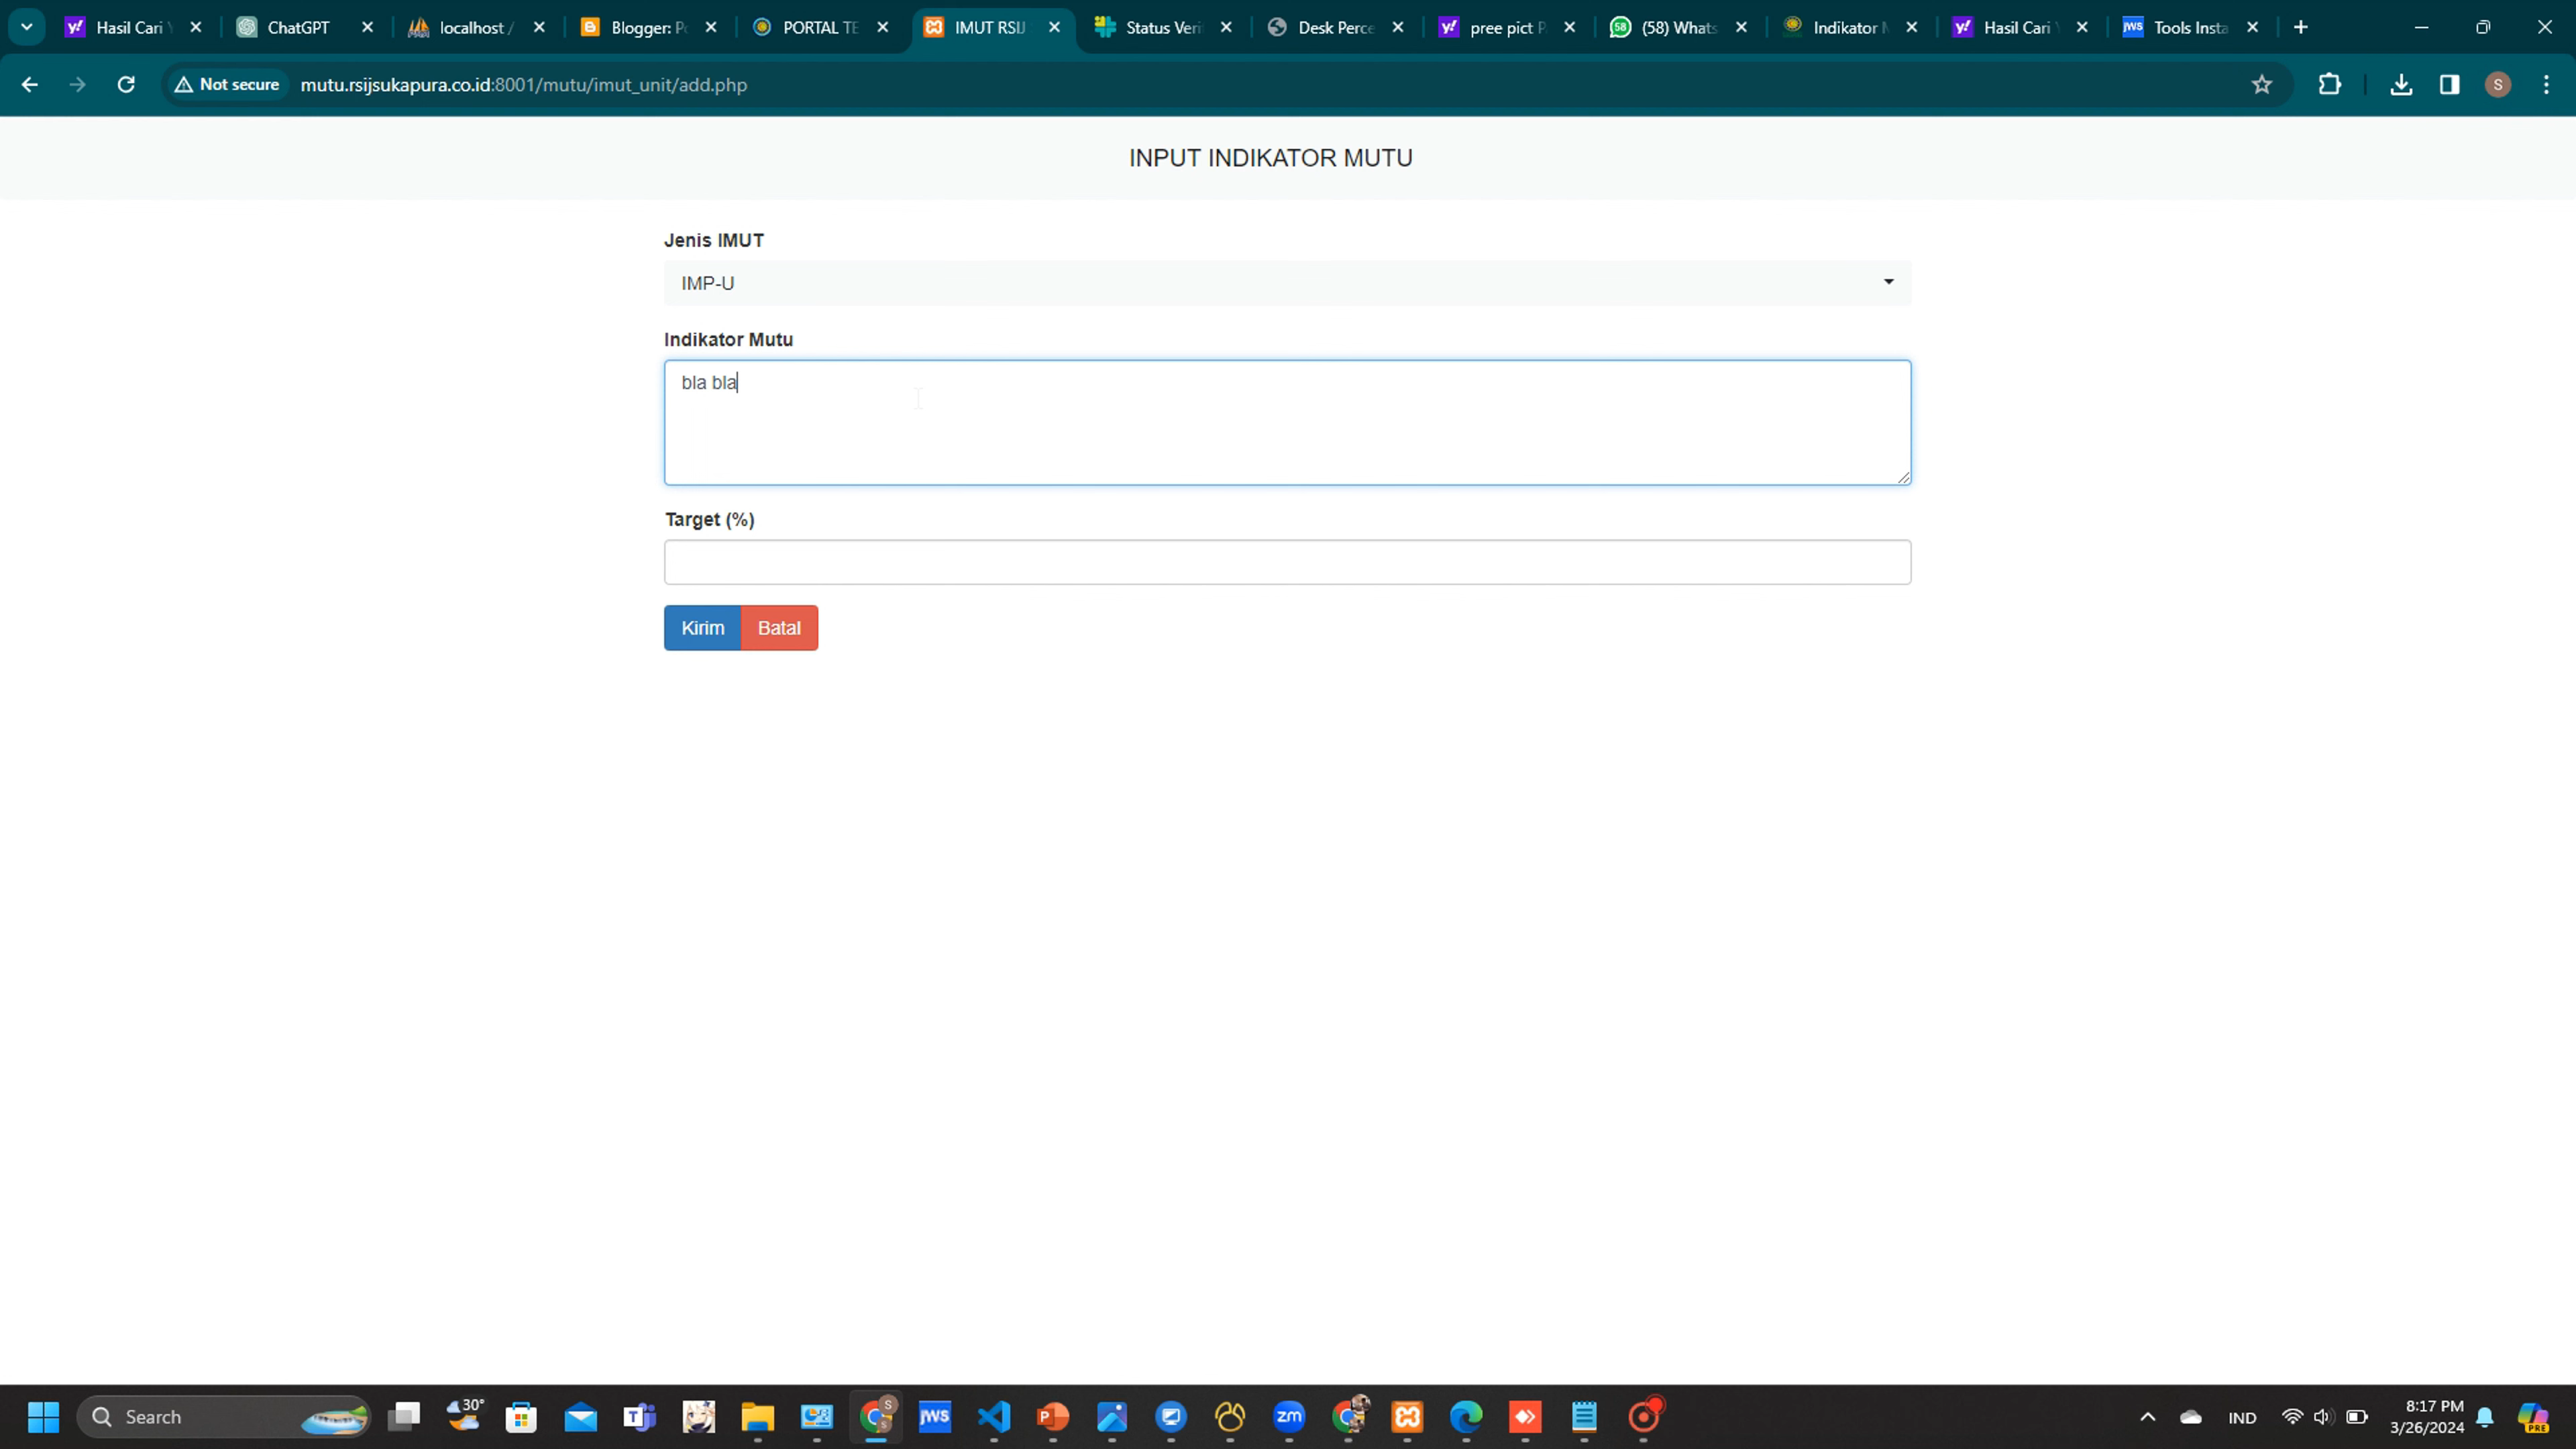 Hasil Cari
ChatGPT
localhost /
Blogger: P
PORTAL TE
IMUT RSIJ
Status Veri
Desk Perce
pree pict
(58) Whats
Indikator
Hasil Cari
Tools Insta
Not secure
mutu.rsijsukapura.co.id:8001/mutu/imut_unit/add.php
S
INPUT INDIKATOR MUTU
Jenis IMUT
IMP-U
Indikator Mutu
bla bla
Target (%)
Kirim
Batal
30°
Search
IND
8:17 PM
3/26/2024